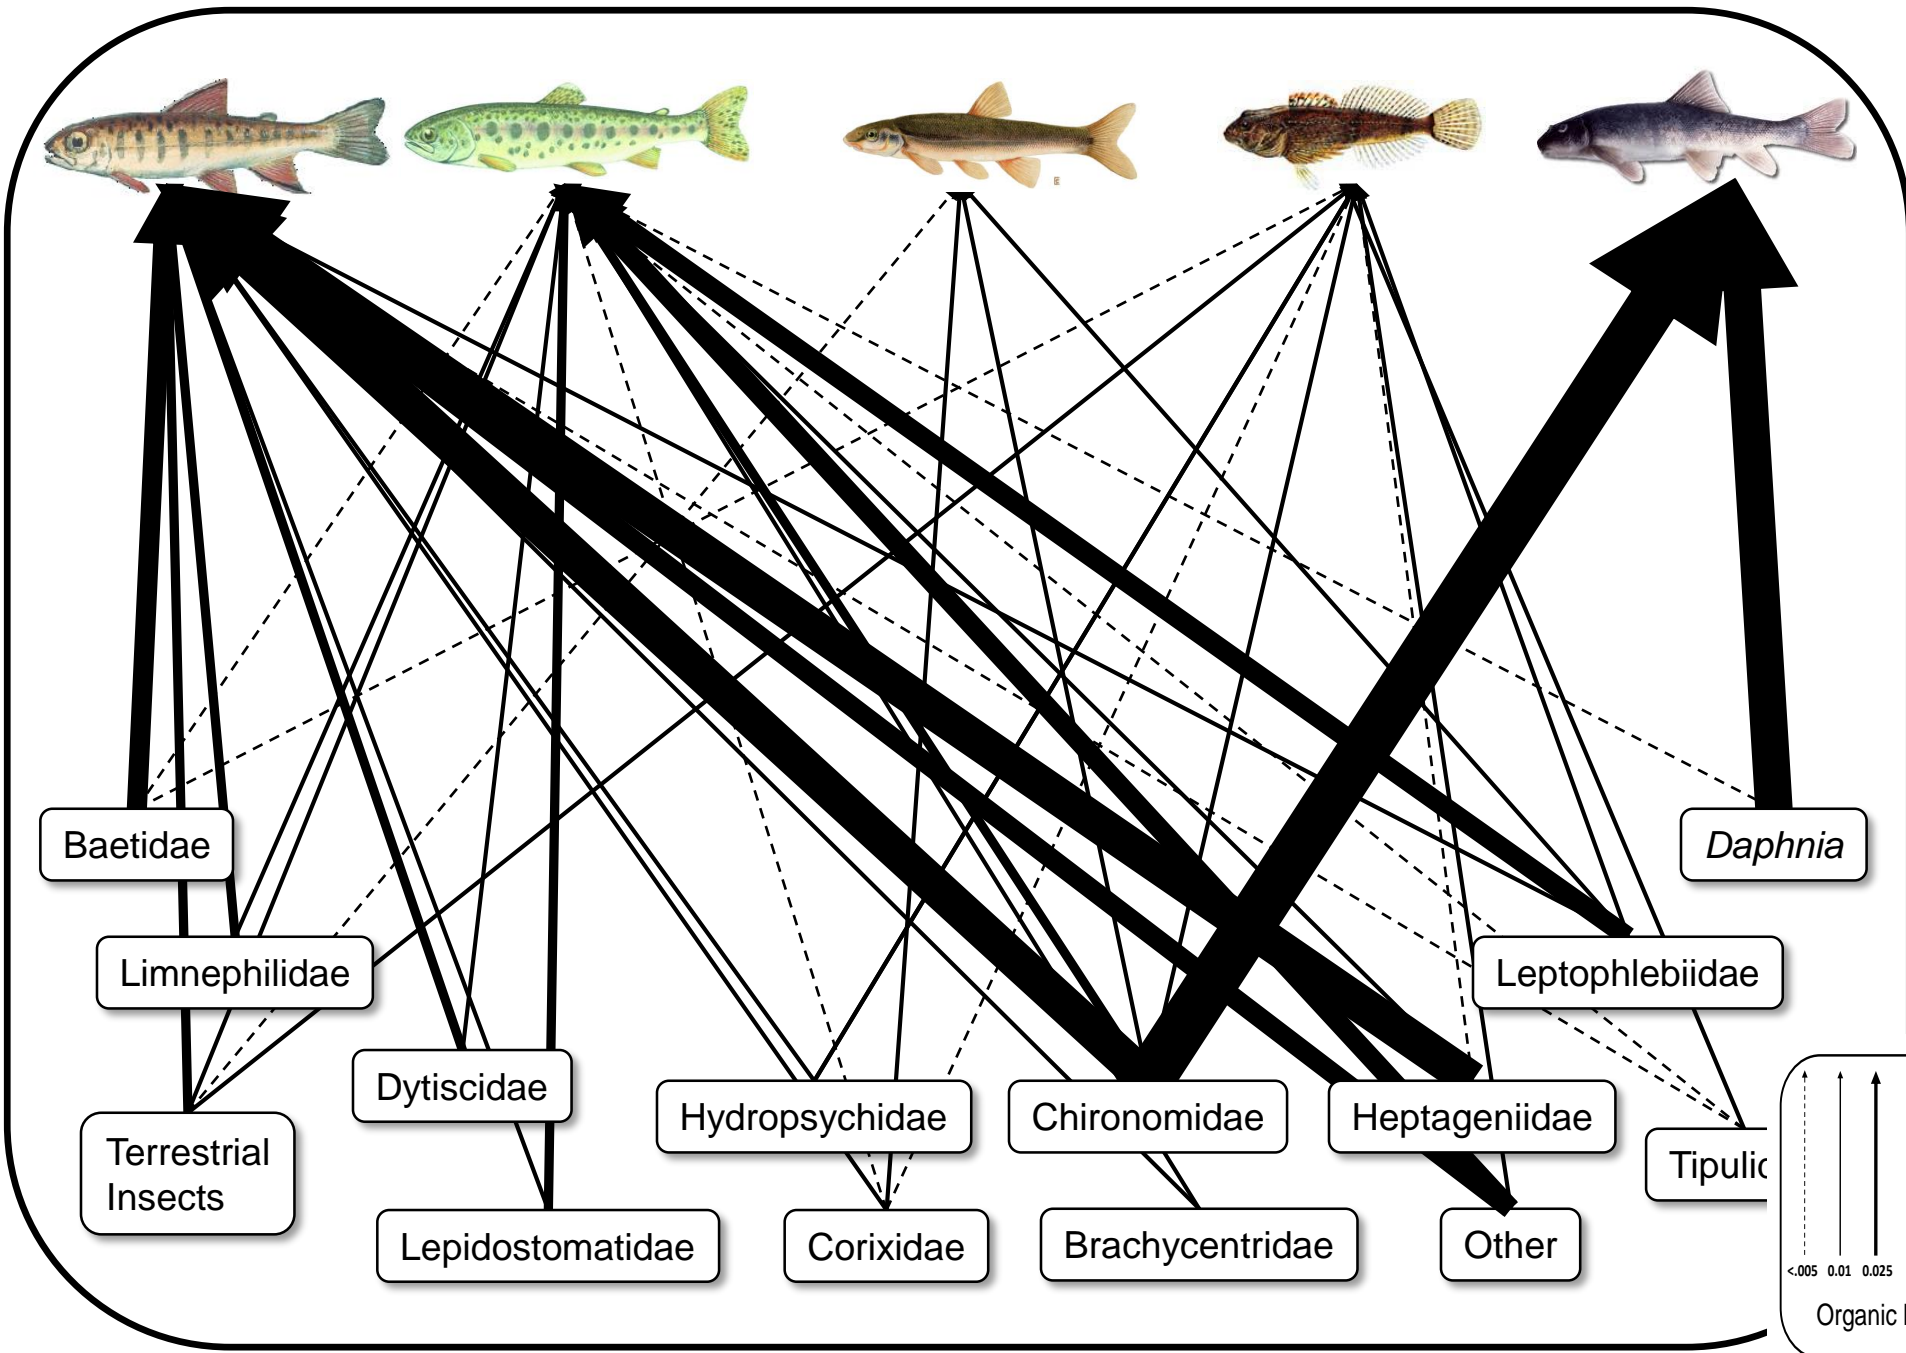 Baetidae
Daphnia
Limnephilidae
Leptophlebiidae
Dytiscidae
Hydropsychidae
Chironomidae
Heptageniidae
Terrestrial
Insects
Lepidostomatidae
Corixidae
Brachycentridae
Other
<.005 0.01 0.025
Organic